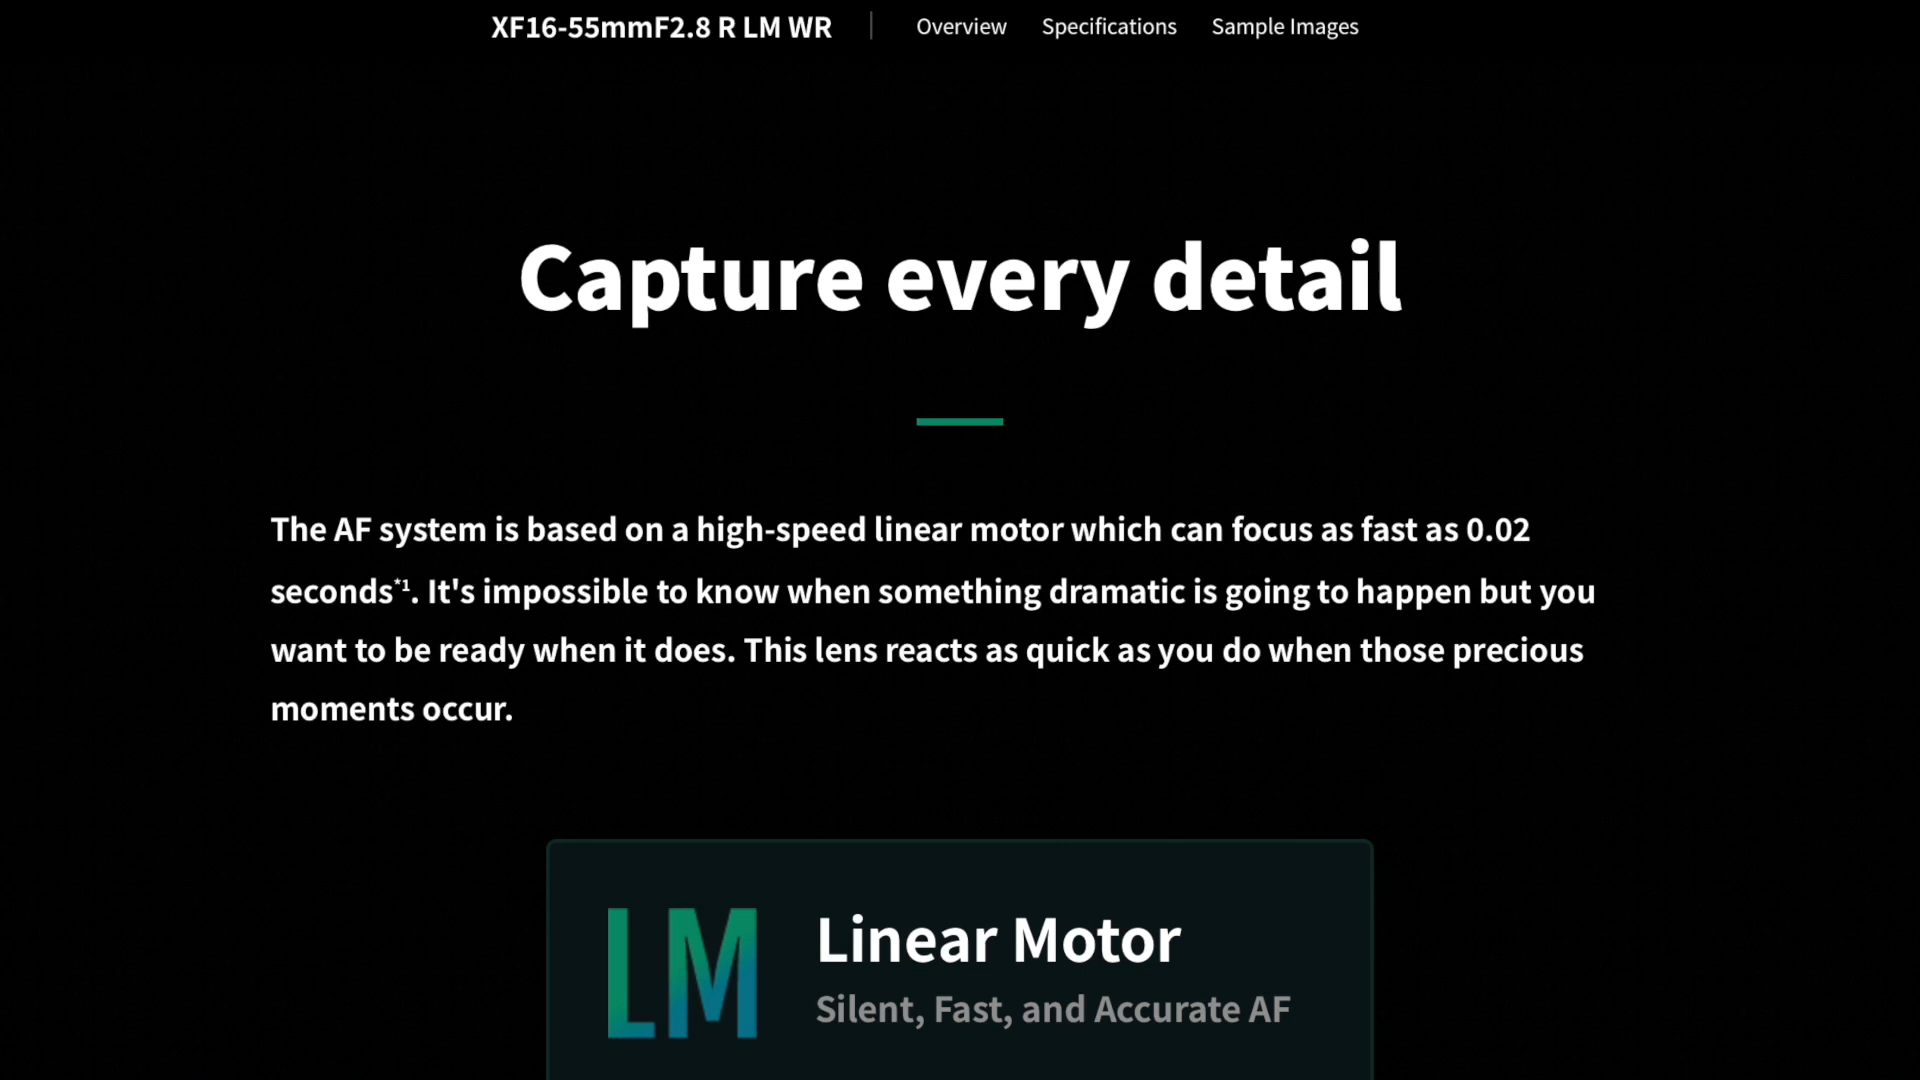 XF16-55mmF2.8 R LM WR | Overview Specifications Sample Images
Capture every detail
The AF system is based on a high-speed linear motor which can focus as fast as 0.02
seconds*1. It's impossible to know when something dramatic is going to happen but you
want to be ready when it does. This lens reacts as quick as you do when those precious
moments occur.
LM
Linear Motor
Silent, Fast, and Accurate AF